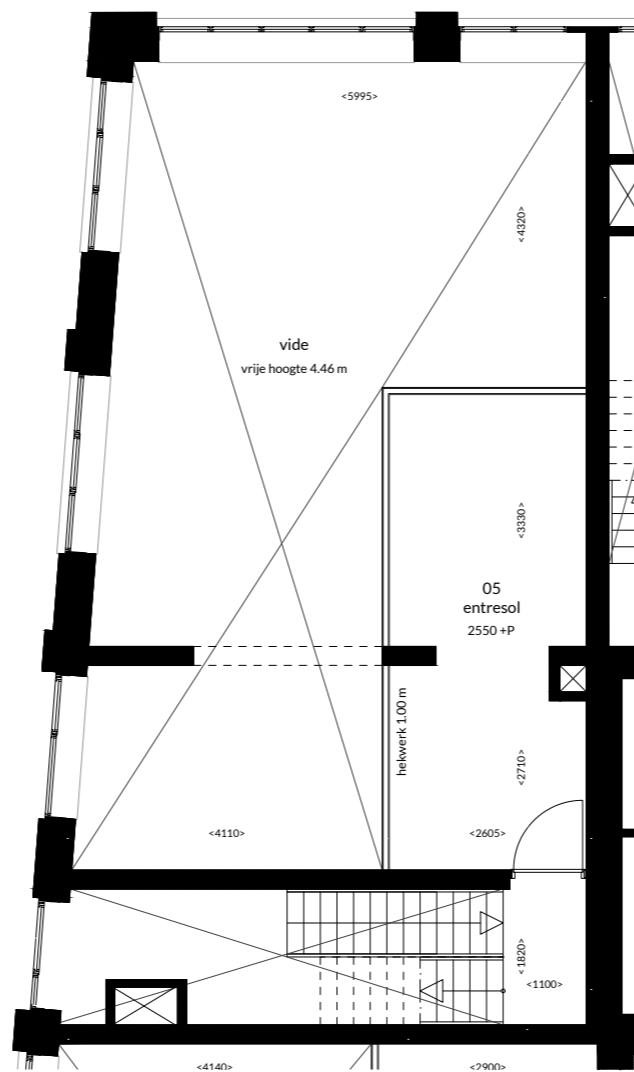 <5995>
<4320>
vide
vrije hoogte 4.46 m
<3330>
05
entresol
2550 +P
hekwerk 1.00 m
<2710>
<4110>
<2605>
<1820>
<1100>
<4140>
<2900>